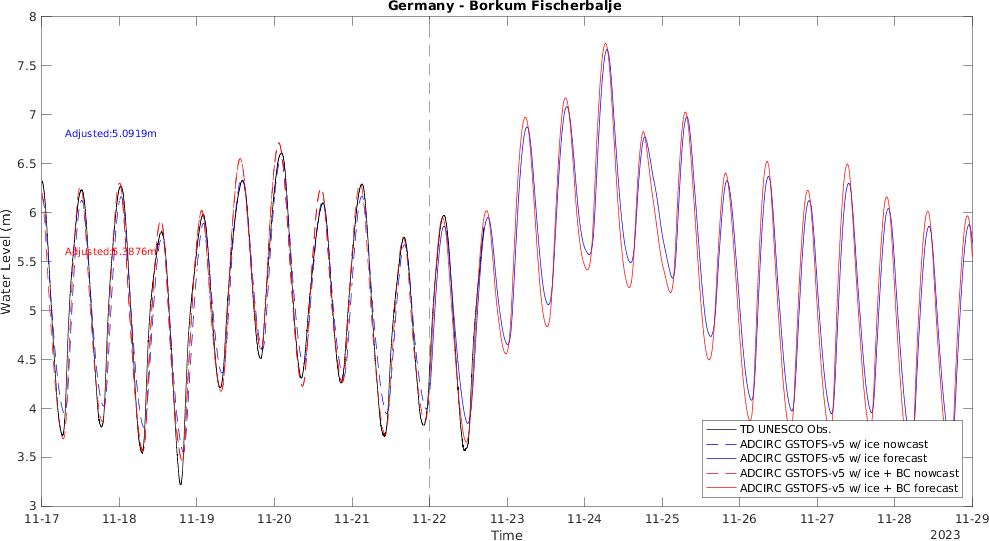 Germany - Borkum Fischerbalje
8
7.5
7
6.5
6
5.5
5
4.5
4
3.5
3
Water Level (m)
Adjusted:5.0919m
Adjusted:5.3876m
TD UNESCO Obs.
ADCIRC GSTOFS-v5 w/ ice nowcast
ADCIRC GSTOFS-v5 w/ ice forecast
ADCIRC GSTOFS-v5 w/ ice + BC nowcast
ADCIRC GSTOFS-v5 w/ ice + BC forecast
11-17 11-18 11-19 11-20 11-21 11-22 11-23 11-24 11-25 11-26 11-27 11-28 11-29
Time
2023